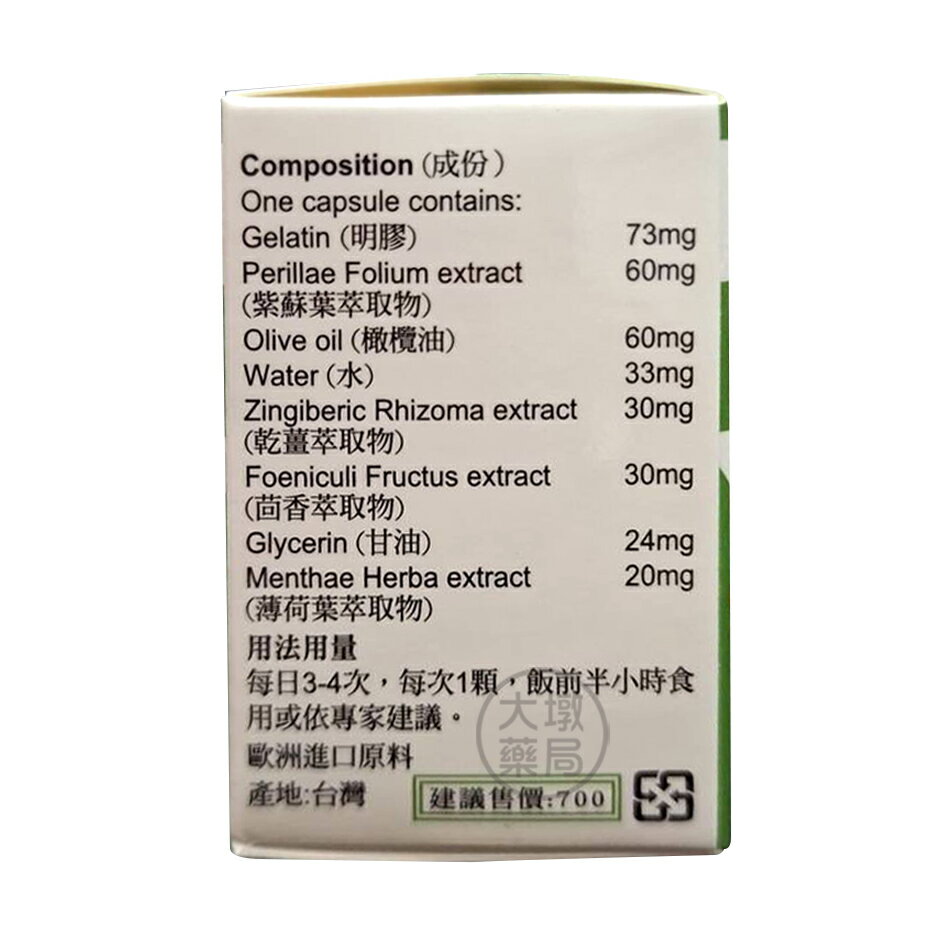 Composition (成份)
One capsule contains:
Gelatin (明膠) 73mg
Perillae Folium extract 60mg
(紫蘇葉萃取物)
Olive oil (橄欖油) 60mg
Water (水) 33mg
Zingiberic Rhizoma extract 30mg
(乾薑萃取物)
Foeniculi Fructus extract 30mg
(茴香萃取物)
Glycerin (甘油) 24mg
Menthae Herba extract 20mg
(薄荷葉萃取物)
用法用量
每日3-4次，每次1顆，飯前半小時食
用或依專家建議。
歐洲進口原料
產地:台灣
建議售價:700
大墩
藥局